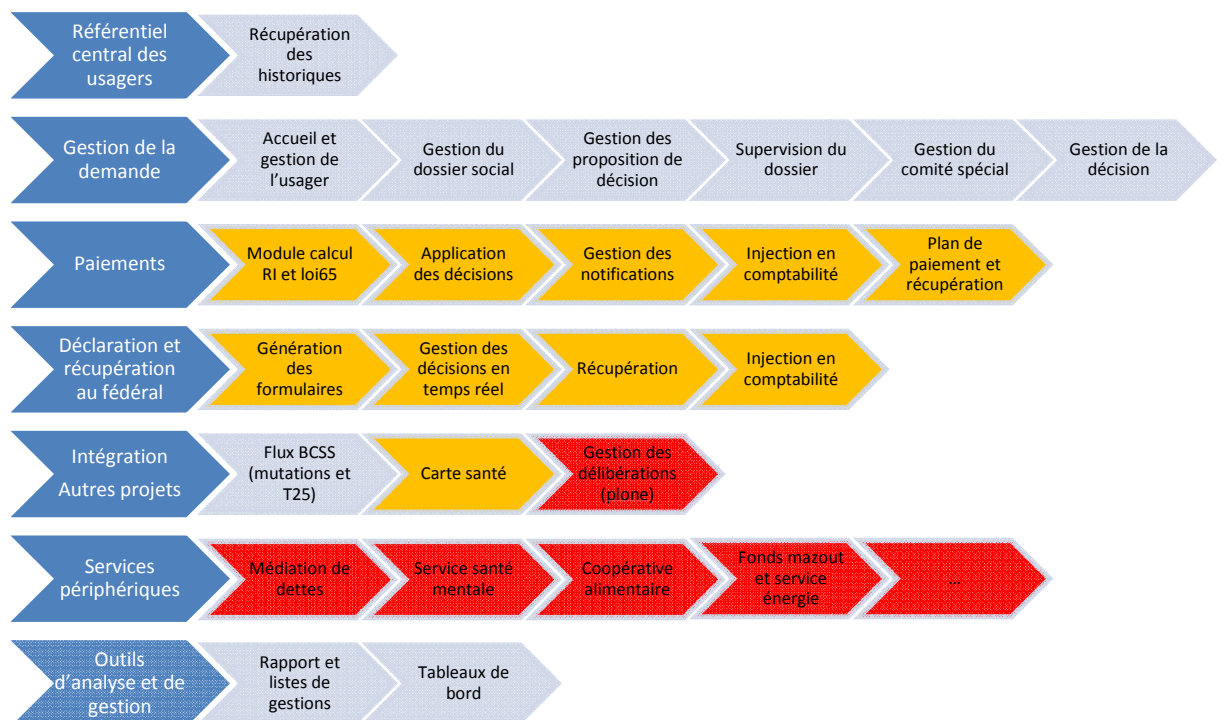 Référentiel
central des
usagers
Récupération
des
historiques
Gestion de la
demande
Accueil et
gestion de
l'usager
Gestion du
dossier social
Gestion des
proposition de
décision
Supervision du
dossier
Gestion du
comité spécial
Gestion de la
décision
Paiements
Module calcul
RI et loi65
Application
des décisions
Gestion des
notifications
Injection en
comptabilité
Plan de
paiement et
récupération
Déclaration et
récupération
au fédéral
Génération
des
formulaires
Gestion des
décisions en
temps réel
Récupération
Injection en
comptabilité
Intégration
Autres projets
Flux BCSS
(mutations et
T25)
Carte santé
Gestion des
délibérations
(plone)
Services
périphériques
Médiation de
dettes
Service santé
mentale
Coopérative
alimentaire
Fonds mazout
et service
énergie
...
Outils
d'analyse et de
gestion
Rapport et
listes de
gestions
Tableaux de
bord